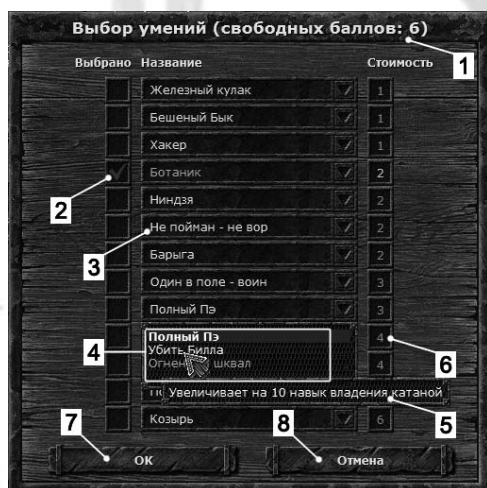 Выбор умений (свободных баллов: 6)
1
Выбрано Название Стоимость
Железный кулак 1
Бешеный Бык 1
Хакер 1
Ботаник 2
2
Ниндзя 2
Не пойман - не вор 2
3
Барыга 2
Один в поле - воин 3
Полный Пэ 3
Полный Пэ 4
4
Убить Билла
6
шквал 4
Увеличивает на 10 навык владения катаной
5
Козырь 6
7
8
ОК Отмена